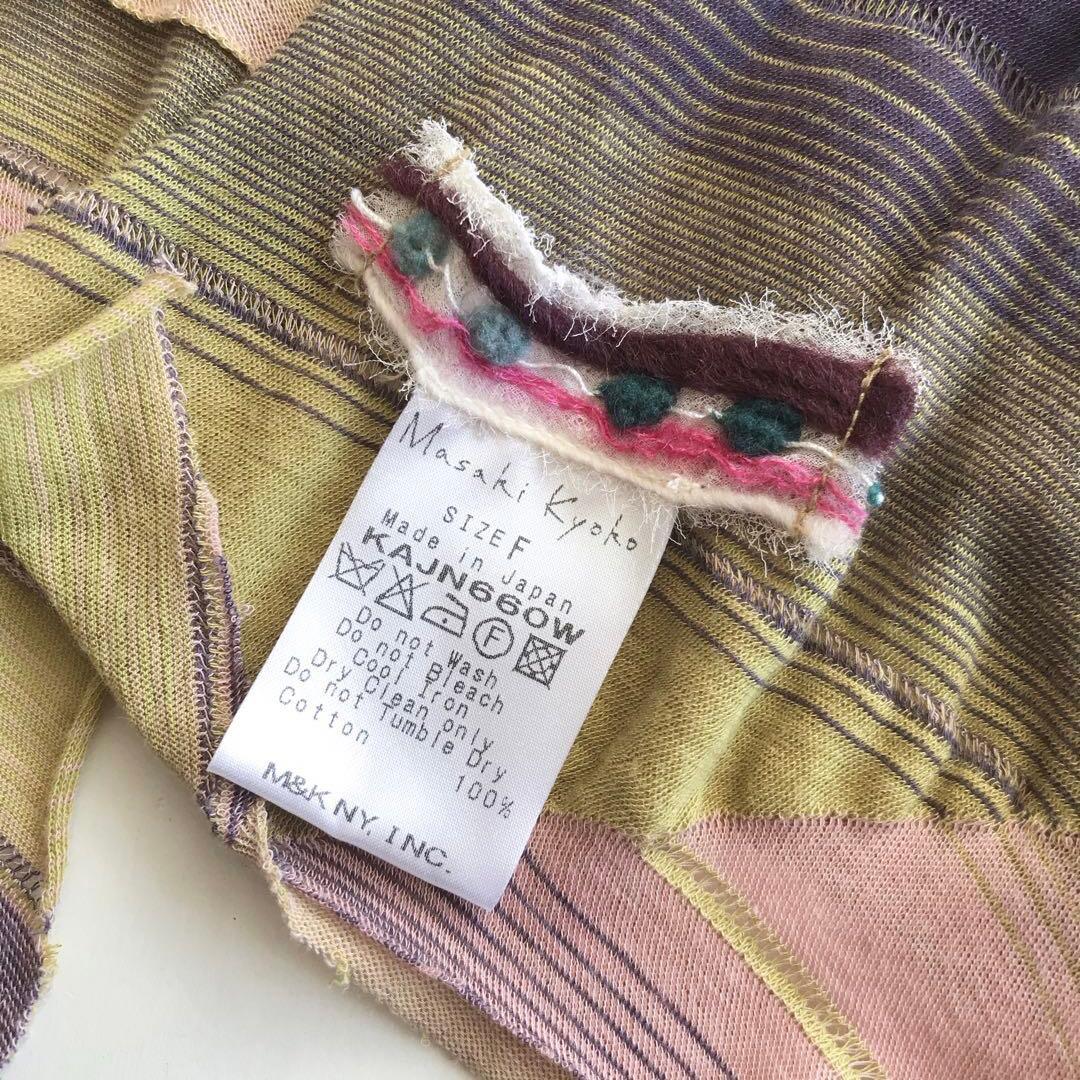 Masaki Kyoko
SIZE F
Made in Japan
KAJN660W
F
Do not Wash
Do not Bleach
Cool Iron
Dry Clean only
Do not Tumble Dry
Cotton 100%
M&K NY, INC.